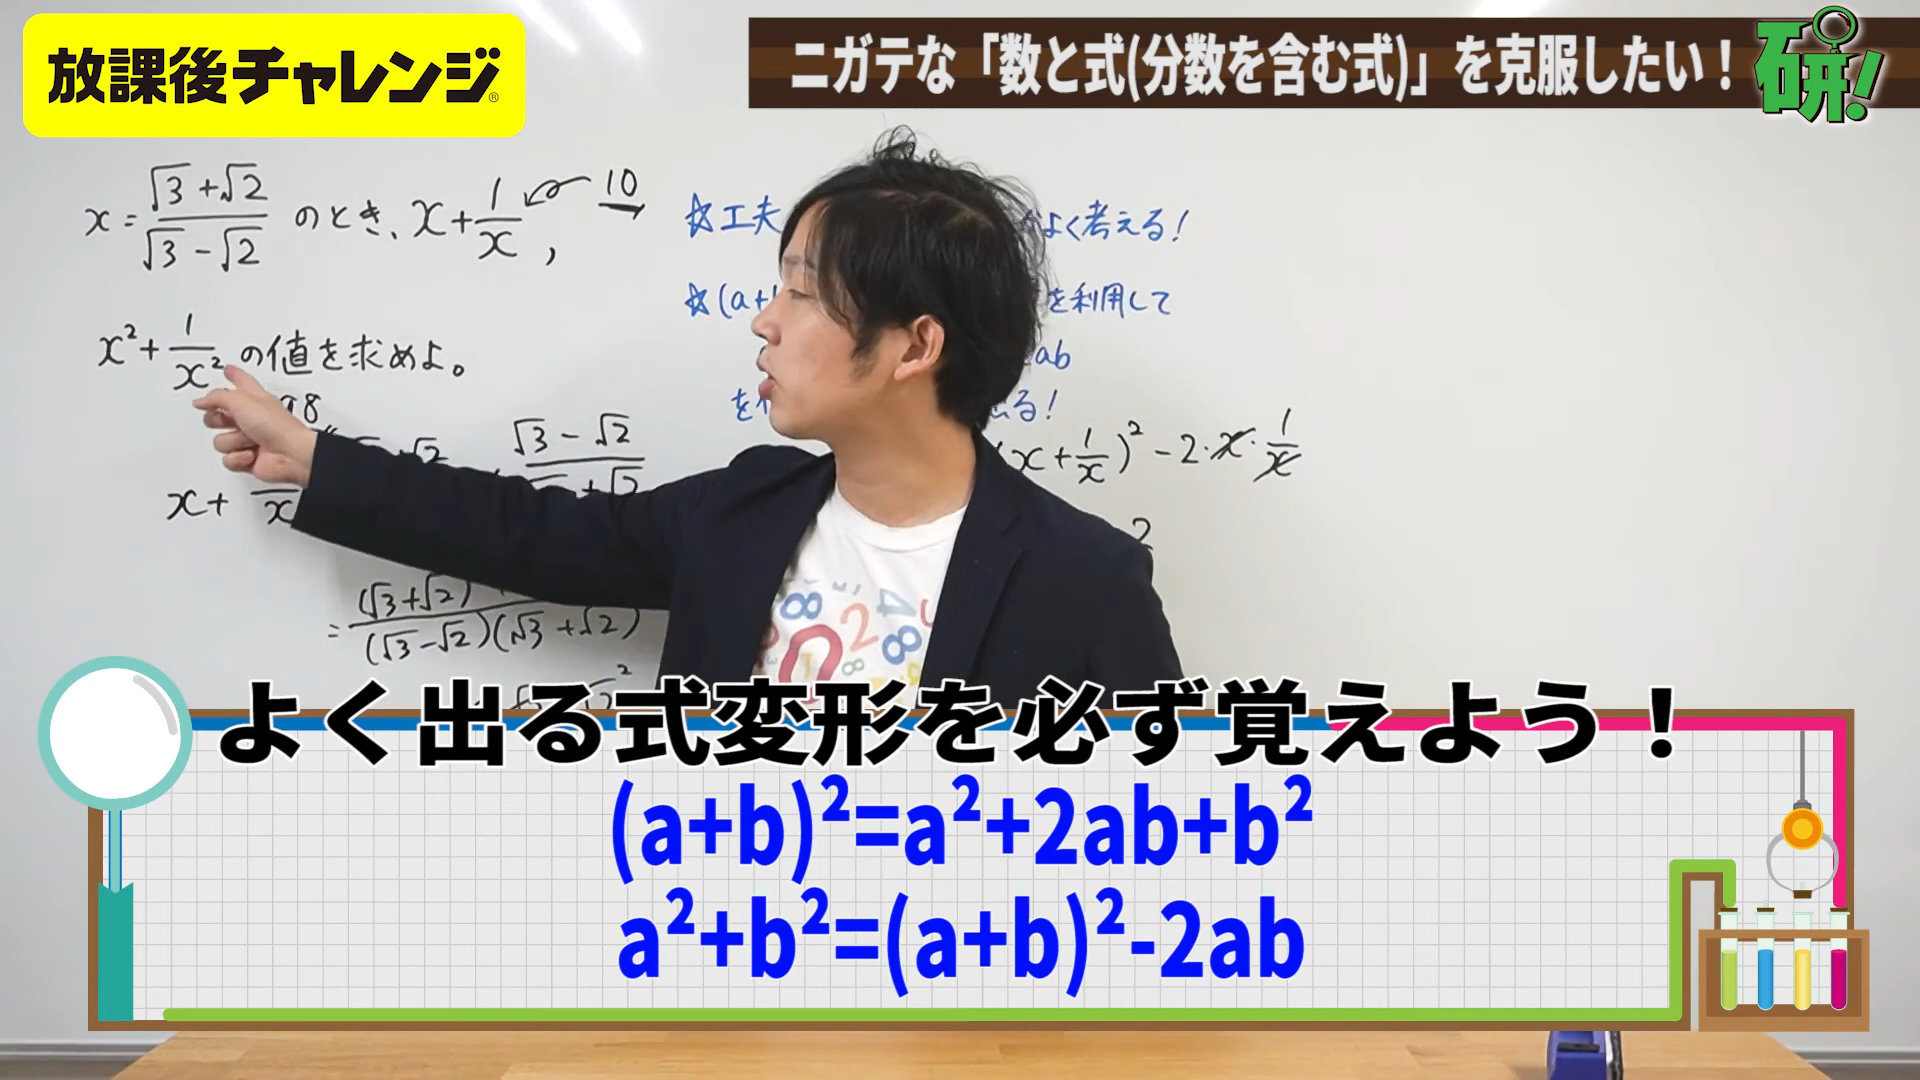 放課後チャレンジ®
ニガテな「数と式(分数を含む式)」を克服したい! 研!
x = (√3+√2)/(√3-√2) のとき、x + 1/x, 10
x² + 1/x² の値を求めよ。
98
☆工夫 よく考える!
☆(a+ を利用して
ab
を る!
x +
√3-√2
(x + 1/x)² - 2・x・1/x
2
= (√3+√2) / (√3-√2)(√3+√2)
よく出る式変形を必ず覚えよう!
(a+b)²=a²+2ab+b²
a²+b²=(a+b)²-2ab